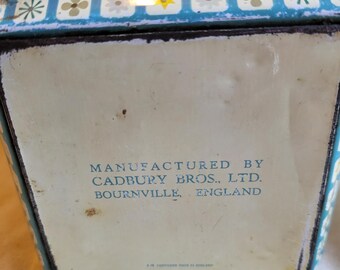 MANUFACTURED BY
CADBURY BROS., LTD.
BOURNVILLE, ENGLAND